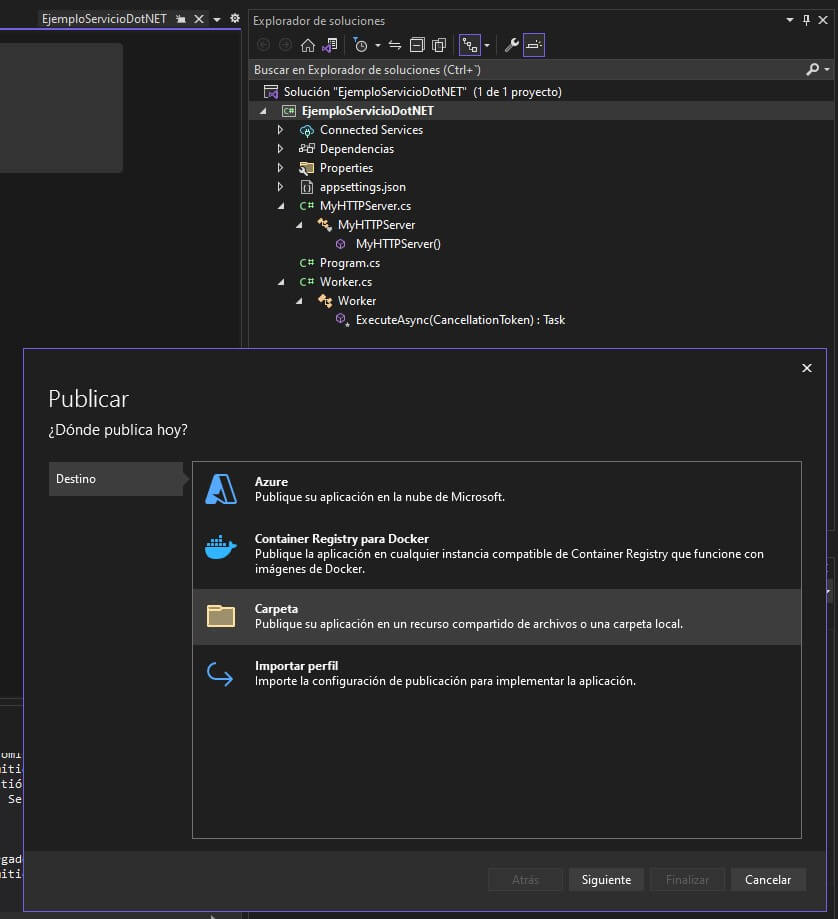 EjemploServicioDotNET
Explorador de soluciones
Buscar en Explorador de soluciones (Ctrl+¨)
Solución "EjemploServicioDotNET" (1 de 1 proyecto)
C# EjemploServicioDotNET
Connected Services
Dependencias
Properties
appsettings.json
C# MyHTTPServer.cs
MyHTTPServer
MyHTTPServer()
C# Program.cs
C# Worker.cs
Worker
ExecuteAsync(CancellationToken) : Task
Publicar
¿Dónde publica hoy?
Destino
Azure
Publique su aplicación en la nube de Microsoft.
Container Registry para Docker
Publique la aplicación en cualquier instancia compatible de Container Registry que funcione con
imágenes de Docker.
Carpeta
Publique su aplicación en un recurso compartido de archivos o una carpeta local.
Importar perfil
Importe la configuración de publicación para implementar la aplicación.
Se
Atrás
Siguiente
Finalizar
Cancelar